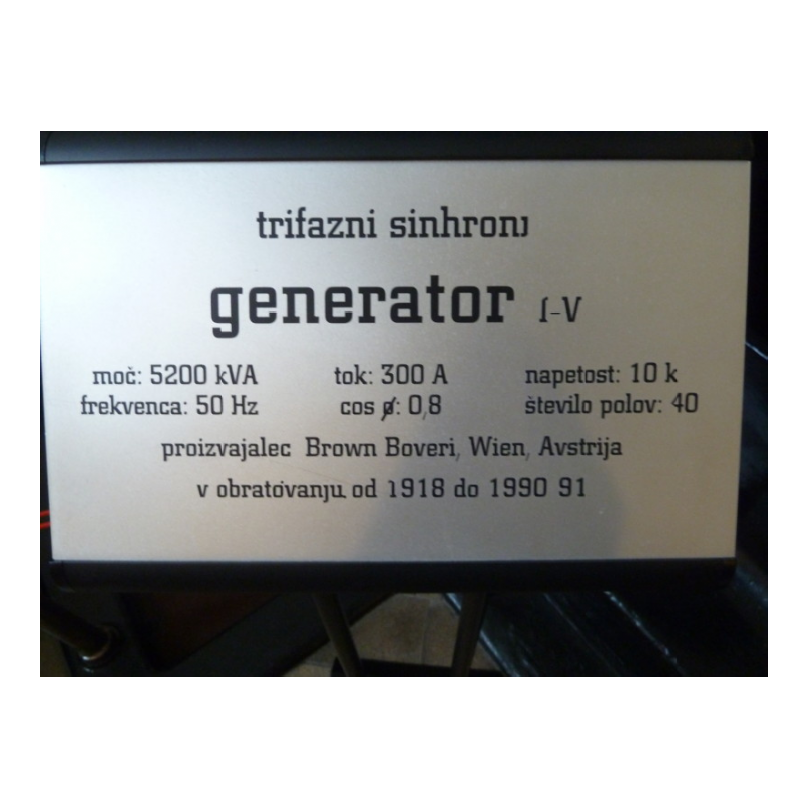 trifazni sinhroni
generator I-V
moč: 5200 kVA tok: 300 A napetost: 10 k
frekvenca: 50 Hz cos ø: 0,8 število polov: 40
proizvajalec Brown Boveri, Wien, Avstrija
v obratovanju od 1918 do 1990 91